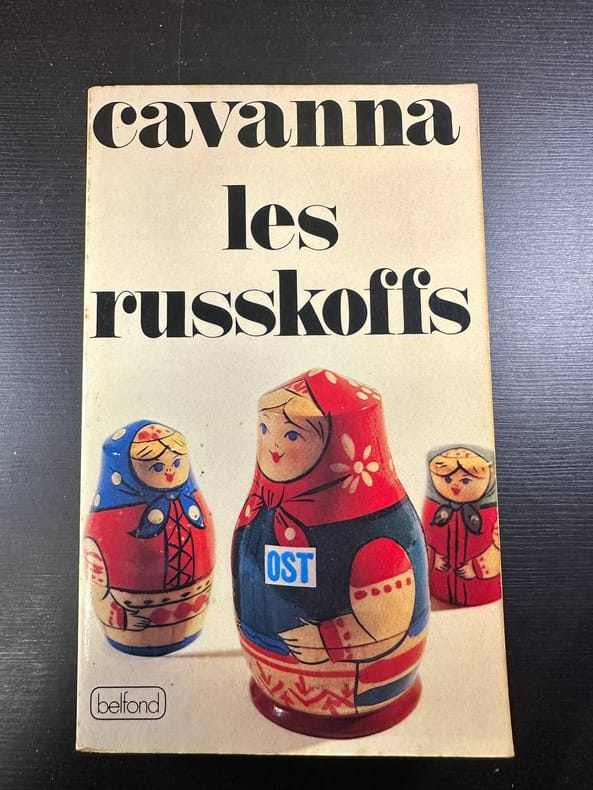 cavanna
les
russkoffs
OST
belfond